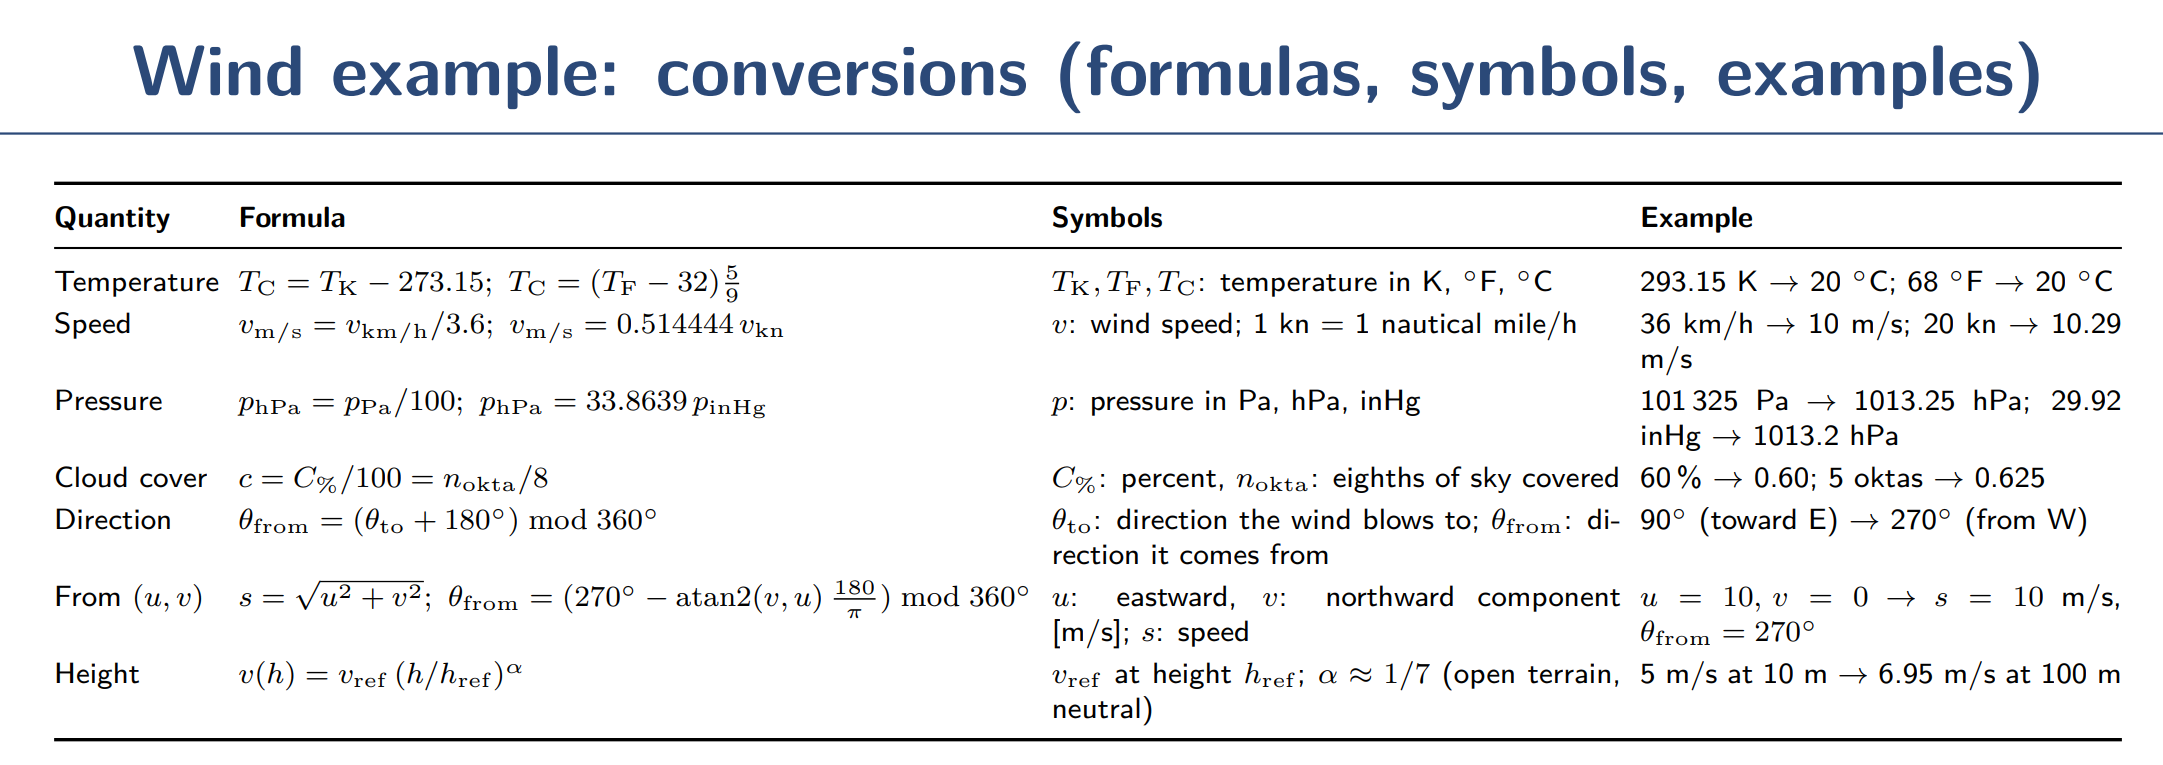 Wind example: conversions (formulas, symbols, examples)
Quantity Formula Symbols Example
Temperature T_C = T_K − 273.15; T_C = (T_F − 32) 5/9 T_K, T_F, T_C: temperature in K, °F, °C 293.15 K → 20 °C; 68 °F → 20 °C
Speed v_m/s = v_km/h/3.6; v_m/s = 0.514444 v_kn v: wind speed; 1 kn = 1 nautical mile/h 36 km/h → 10 m/s; 20 kn → 10.29
m/s
Pressure p_hPa = p_Pa/100; p_hPa = 33.8639 p_inHg p: pressure in Pa, hPa, inHg 101 325 Pa → 1013.25 hPa; 29.92
inHg → 1013.2 hPa
Cloud cover c = C_%/100 = n_okta/8 C_%: percent, n_okta: eighths of sky covered 60 % → 0.60; 5 oktas → 0.625
Direction θ_from = (θ_to + 180°) mod 360° θ_to: direction the wind blows to; θ_from: di- 90° (toward E) → 270° (from W)
rection it comes from
From (u, v) s = √(u² + v²); θ_from = (270° − atan2(v, u) 180/π) mod 360° u: eastward, v: northward component u = 10, v = 0 → s = 10 m/s,
[m/s]; s: speed θ_from = 270°
Height v(h) = v_ref (h/h_ref)^α v_ref at height h_ref; α ≈ 1/7 (open terrain, 5 m/s at 10 m → 6.95 m/s at 100 m
neutral)